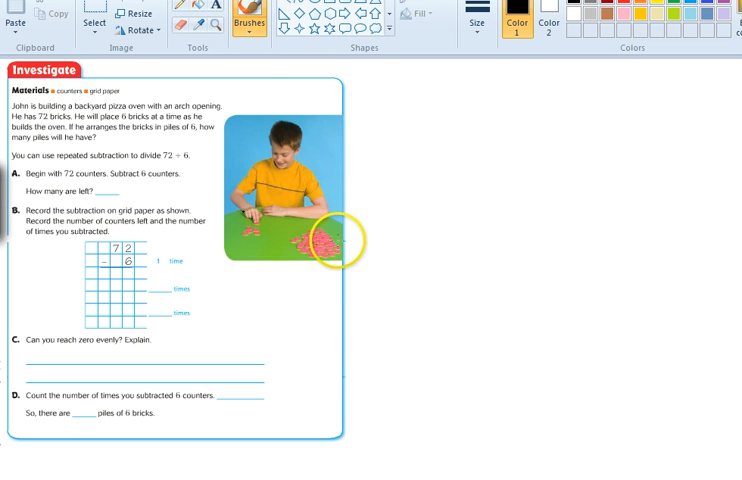 Paste
Copy
Select
Resize
Rotate
A
Brushes
Fill
Size
Color
1
Color
2
Clipboard
Image
Tools
Shapes
Colors
Investigate
Materials ■ counters ■ grid paper
John is building a backyard pizza oven with an arch opening.
He has 72 bricks. He will place 6 bricks at a time as he
builds the oven. If he arranges the bricks in piles of 6, how
many piles will he have?
You can use repeated subtraction to divide 72 ÷ 6.
A. Begin with 72 counters. Subtract 6 counters.
How many are left? _____
B. Record the subtraction on grid paper as shown.
Record the number of counters left and the number
of times you subtracted.
7 2
− 6 1 time
_____ times
_____ times
C. Can you reach zero evenly? Explain.
D. Count the number of times you subtracted 6 counters. _____
So, there are _____ piles of 6 bricks.